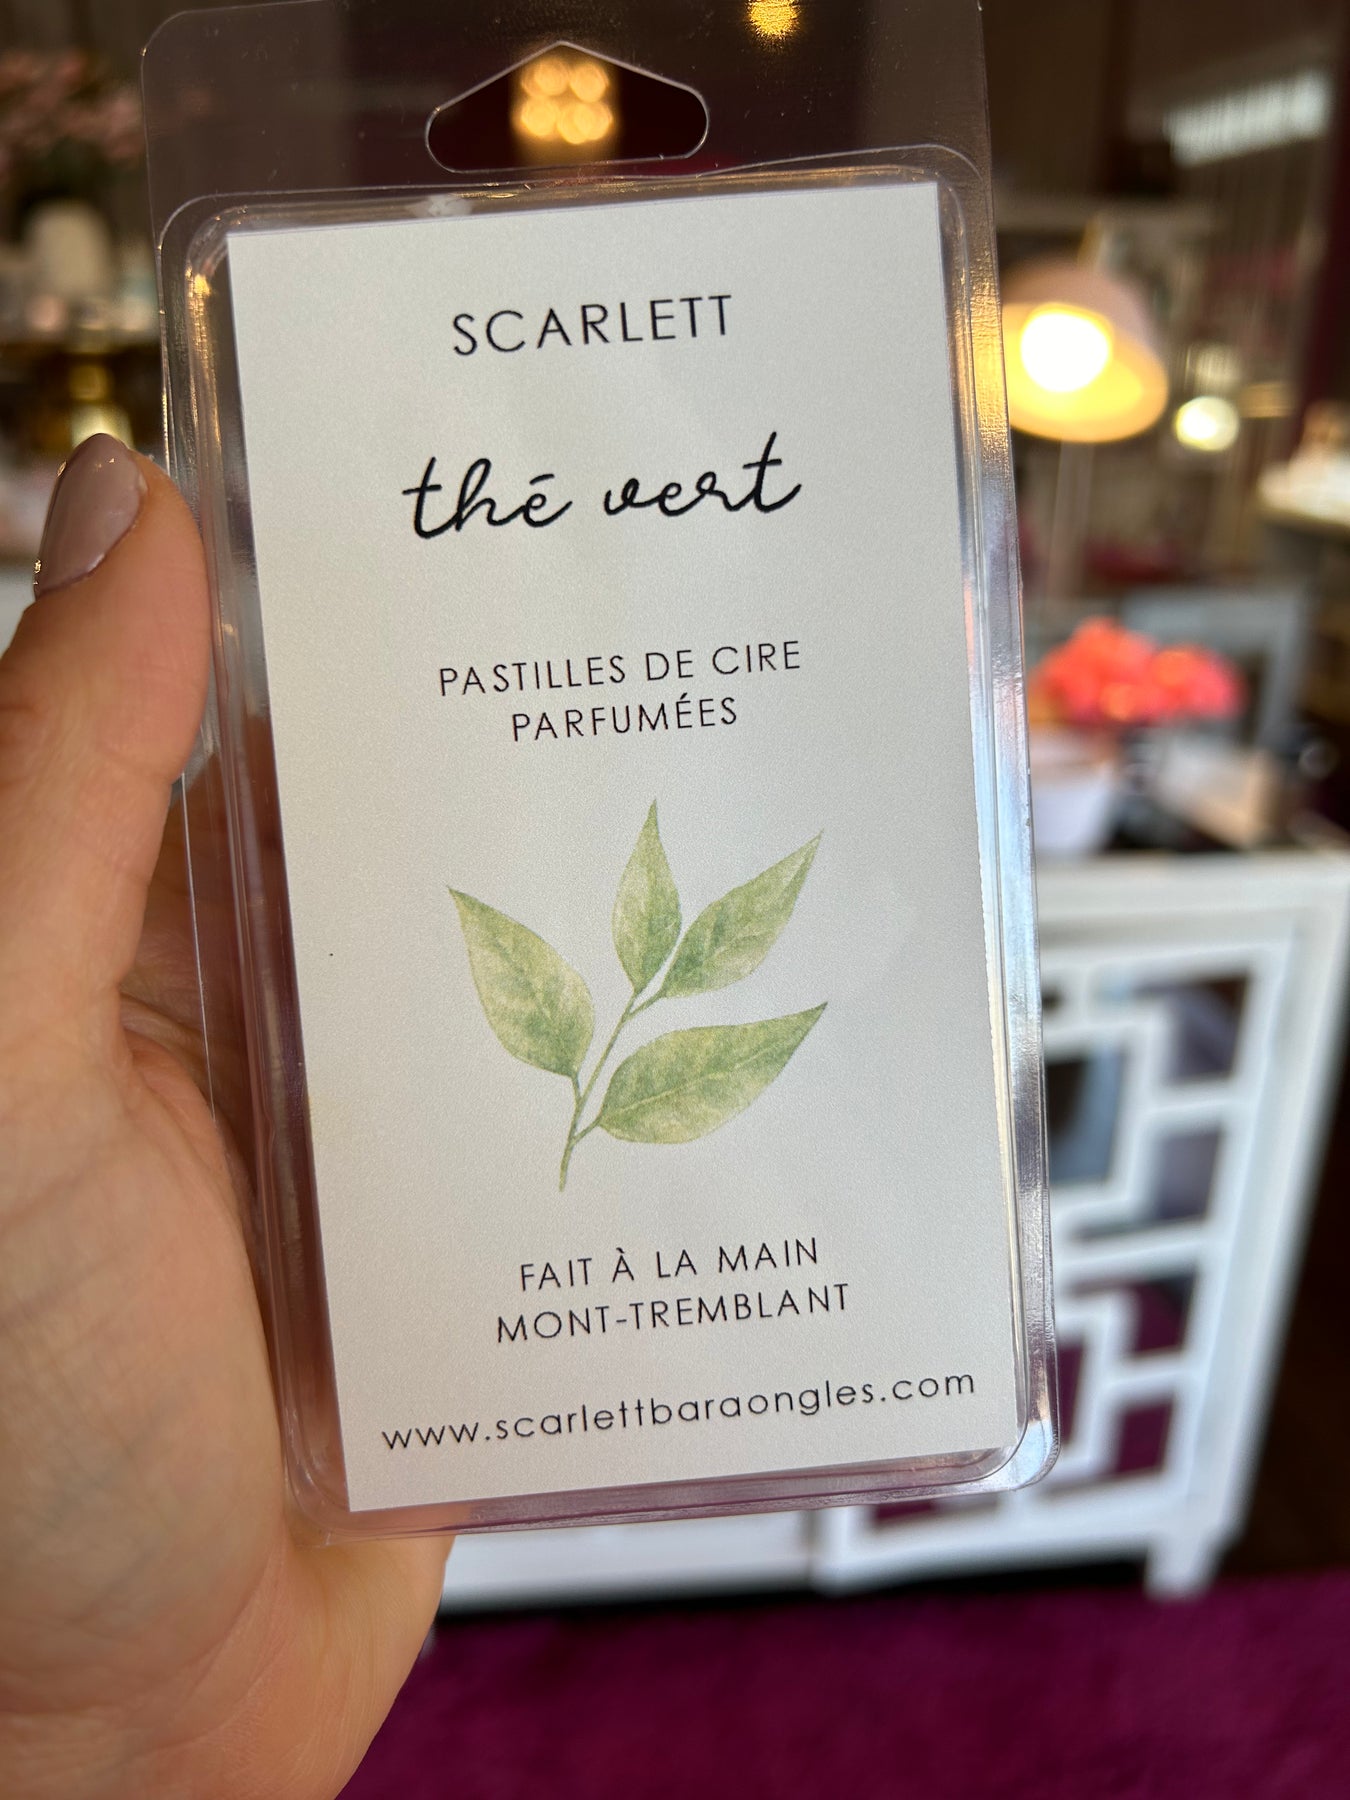 SCARLETT
thé vert
PASTILLES DE CIRE
PARFUMÉES
FAIT À LA MAIN
MONT-TREMBLANT
www.scarlettbaraongles.com